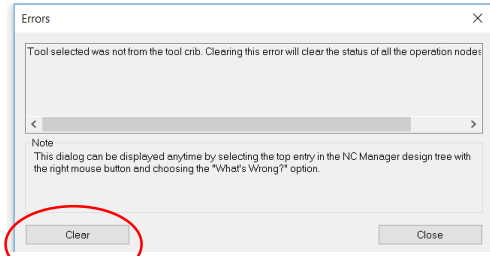 Errors
Tool selected was not from the tool crib. Clearing this error will clear the status of all the operation nodes
Note
This dialog can be displayed anytime by selecting the top entry in the NC Manager design tree with
the right mouse button and choosing the "What's Wrong?" option.
Clear
Close